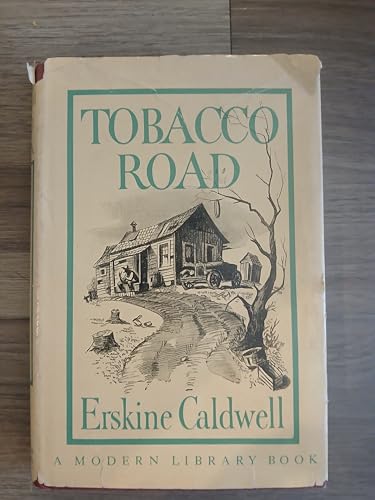 TOBACCO
ROAD
Erskine Caldwell
A MODERN LIBRARY BOOK